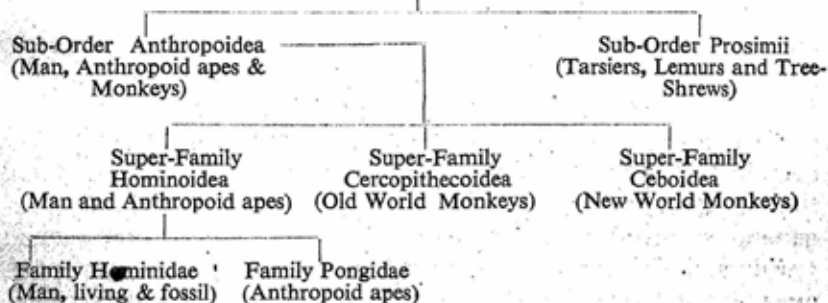 Sub-Order Anthropoidea
(Man, Anthropoid apes &
Monkeys)
Sub-Order Prosimii
(Tarsiers, Lemurs and Tree-
Shrews)
Super-Family
Hominoidea
(Man and Anthropoid apes)
Super-Family
Cercopithecoidea
(Old World Monkeys)
Super-Family
Ceboidea
(New World Monkeys)
Family Hominidae
(Man, living & fossil)
Family Pongidae
(Anthropoid apes)